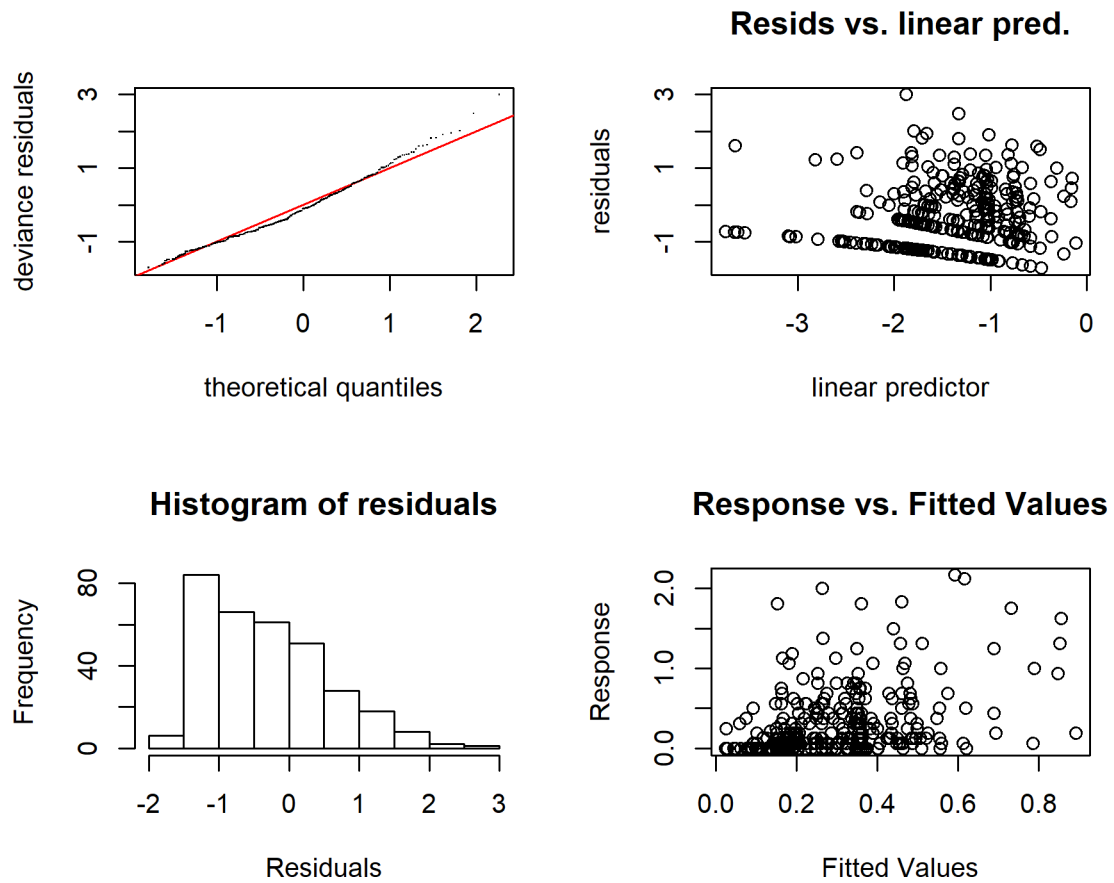 deviance residuals
3
1
-1
-1
0
1
2
theoretical quantiles
Resids vs. linear pred.
residuals
3
1
-1
-3
-2
-1
0
linear predictor
Histogram of residuals
Frequency
80
40
0
-2
-1
0
1
2
3
Residuals
Response vs. Fitted Values
Response
2.0
1.0
0.0
0.0
0.2
0.4
0.6
0.8
Fitted Values